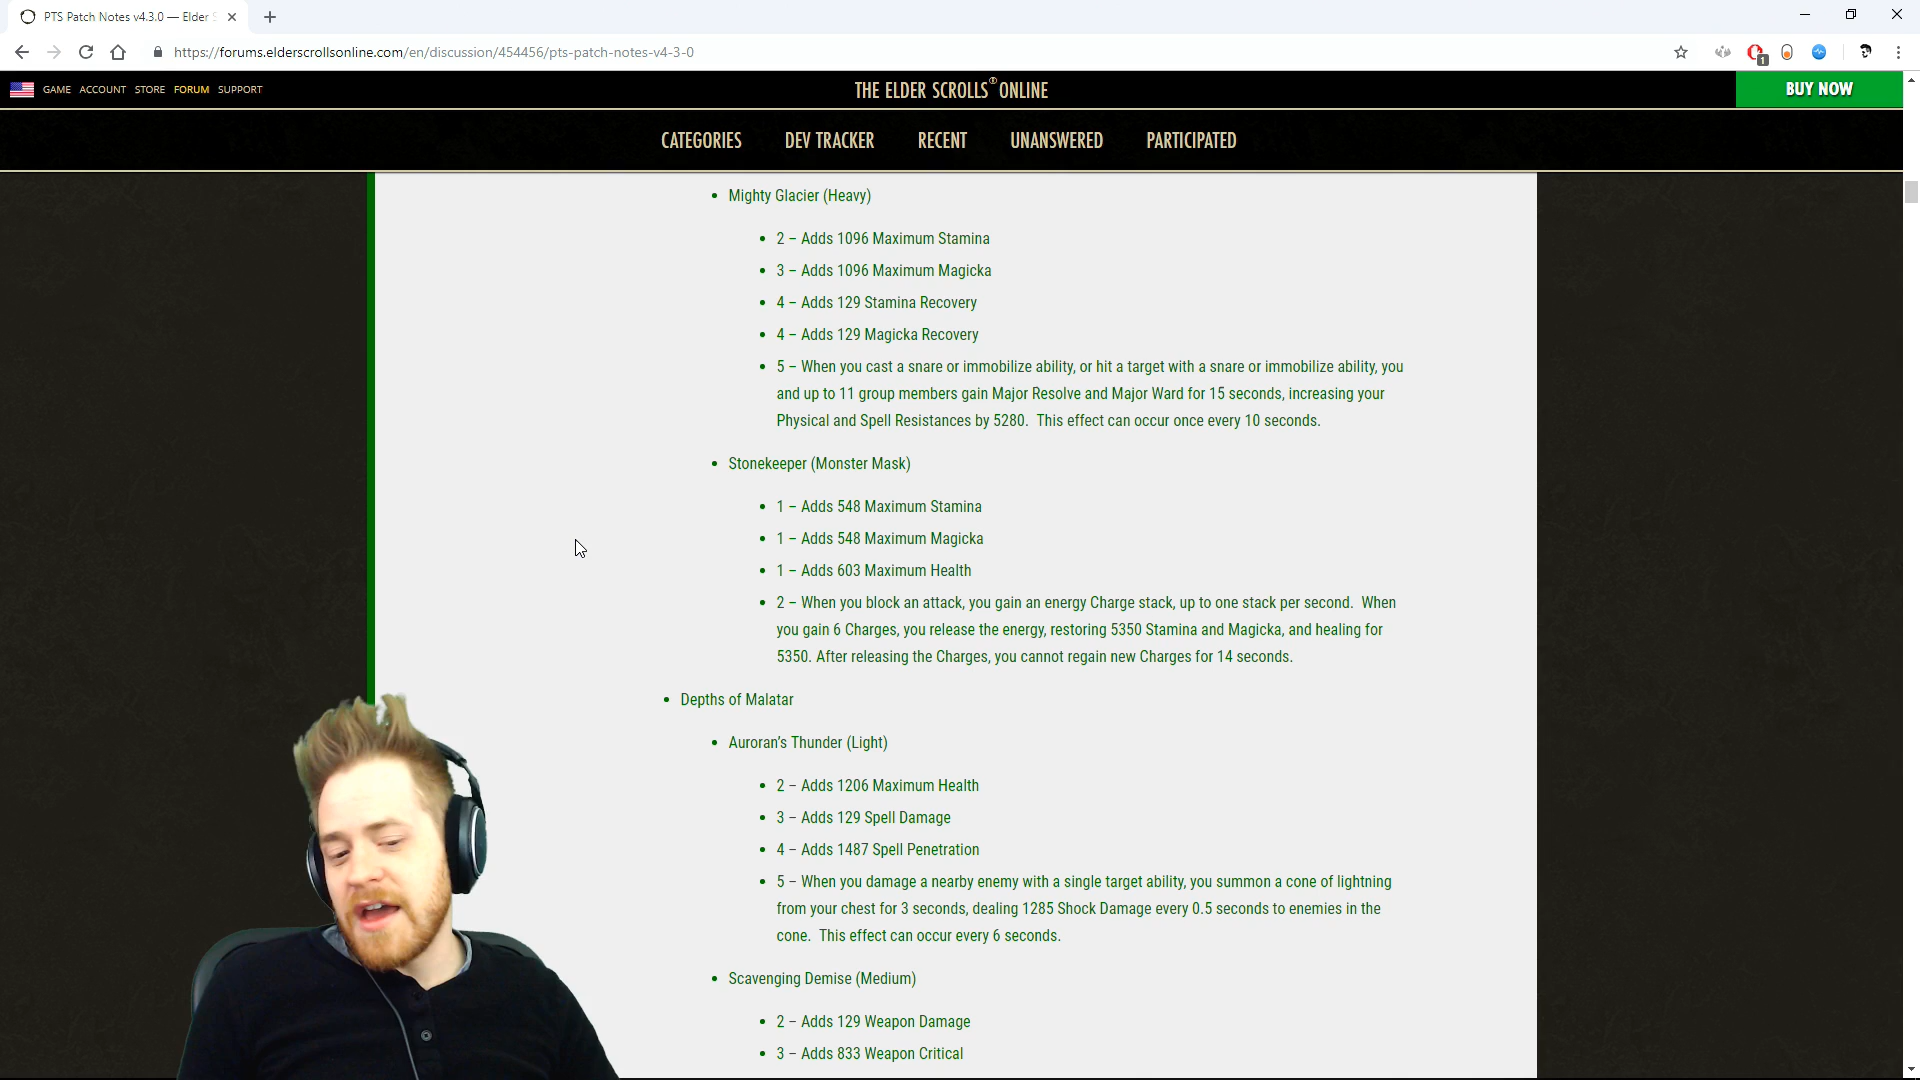 PTS Patch Notes v4.3.0 — Elder S
https://forums.elderscrollsonline.com/en/discussion/454456/pts-patch-notes-v4-3-0
1
GAME ACCOUNT STORE FORUM SUPPORT
THE ELDER SCROLLS ONLINE
BUY NOW
CATEGORIES DEV TRACKER RECENT UNANSWERED PARTICIPATED
• Mighty Glacier (Heavy)
• 2 – Adds 1096 Maximum Stamina
• 3 – Adds 1096 Maximum Magicka
• 4 – Adds 129 Stamina Recovery
• 4 – Adds 129 Magicka Recovery
• 5 – When you cast a snare or immobilize ability, or hit a target with a snare or immobilize ability, you
and up to 11 group members gain Major Resolve and Major Ward for 15 seconds, increasing your
Physical and Spell Resistances by 5280.  This effect can occur once every 10 seconds.
• Stonekeeper (Monster Mask)
• 1 – Adds 548 Maximum Stamina
• 1 – Adds 548 Maximum Magicka
• 1 – Adds 603 Maximum Health
• 2 – When you block an attack, you gain an energy Charge stack, up to one stack per second.  When
you gain 6 Charges, you release the energy, restoring 5350 Stamina and Magicka, and healing for
5350. After releasing the Charges, you cannot regain new Charges for 14 seconds.
• Depths of Malatar
• Auroran’s Thunder (Light)
• 2 – Adds 1206 Maximum Health
• 3 – Adds 129 Spell Damage
• 4 – Adds 1487 Spell Penetration
• 5 – When you damage a nearby enemy with a single target ability, you summon a cone of lightning
from your chest for 3 seconds, dealing 1285 Shock Damage every 0.5 seconds to enemies in the
cone.  This effect can occur every 6 seconds.
• Scavenging Demise (Medium)
• 2 – Adds 129 Weapon Damage
• 3 – Adds 833 Weapon Critical